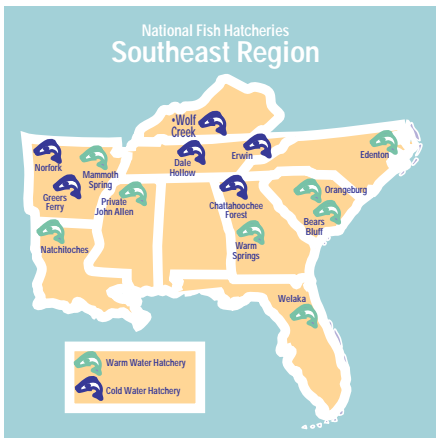 National Fish Hatcheries
Southeast Region
•Wolf
Creek
Norfork
Mammoth
Spring
Dale
Hollow
Erwin
Edenton
Greers
Ferry
Private
John Allen
Chattahoochee
Forest
Orangeburg
Bears
Bluff
Natchitoches
Warm
Springs
Welaka
Warm Water Hatchery
Cold Water Hatchery